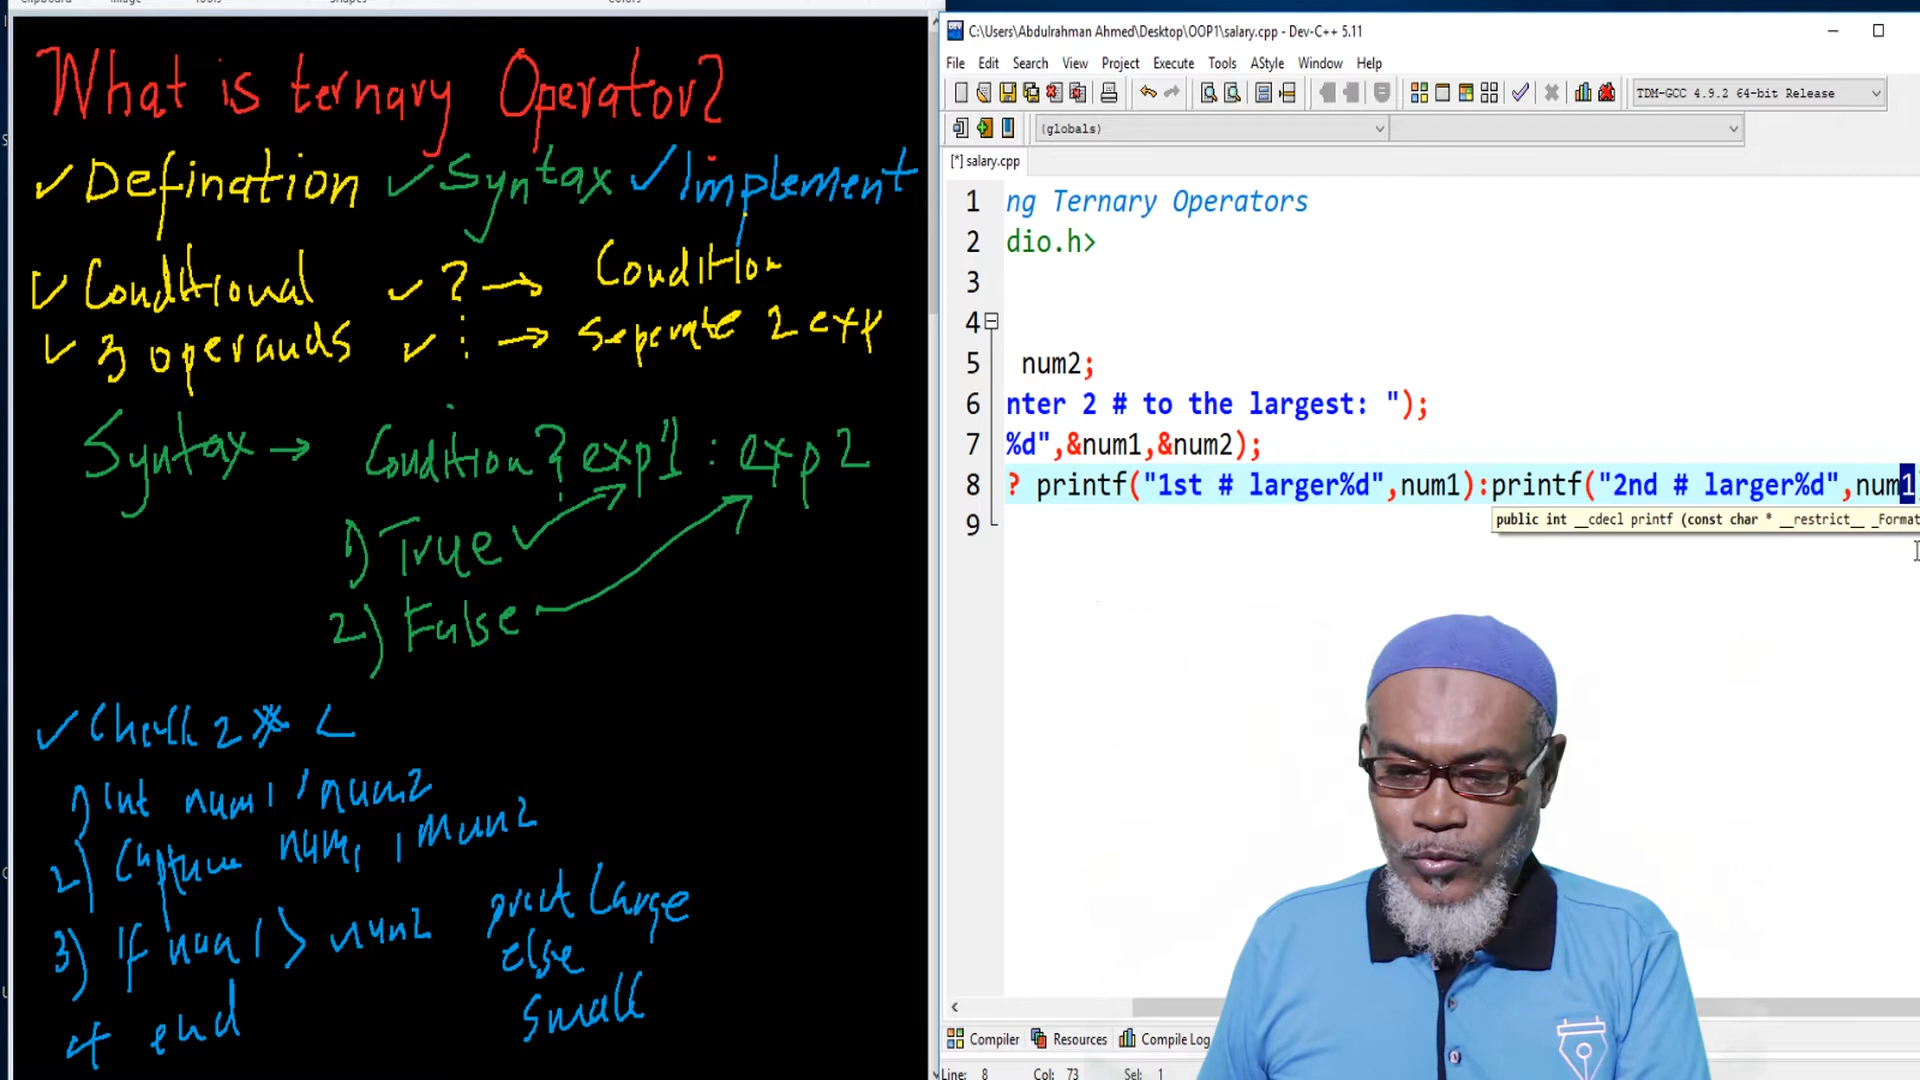 What is ternary Operator?
✓ Defination ✓ Syntax ✓ Implement
✓ Conditional ✓ ? → Condition
✓ 3 operands ✓ : → Seperate 2 exp
Syntax → Condition ? exp1 : exp2
1) True
2) False
✓ Check 2 # <
1) int num1, num2
2) Capture num1, Num2
3) If num1 > num2 print Large
else
Small
4 end
C:\Users\Abdulrahman Ahmed\Desktop\OOP1\salary.cpp - Dev-C++ 5.11
File Edit Search View Project Execute Tools AStyle Window Help
TDM-GCC 4.9.2 64-bit Release
(globals)
[*] salary.cpp
1 ng Ternary Operators
2 dio.h>
3
4
5 num2;
6 nter 2 # to the largest: ");
7 %d",&num1,&num2);
8 ? printf("1st # larger%d",num1):printf("2nd # larger%d",num1
9
public int __cdecl printf (const char * __restrict__ _Format
Compiler Resources Compile Log
Line: 8 Col: 73 Sel: 1